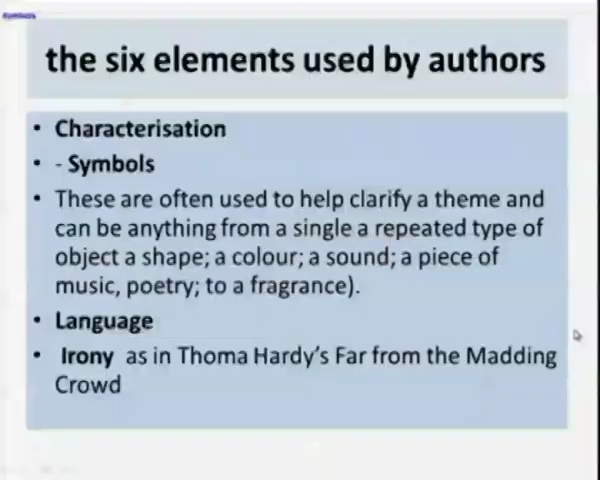 Symbols
the six elements used by authors
• Characterisation
• - Symbols
• These are often used to help clarify a theme and
can be anything from a single a repeated type of
object a shape; a colour; a sound; a piece of
music, poetry; to a fragrance).
• Language
• Irony as in Thoma Hardy's Far from the Madding
Crowd